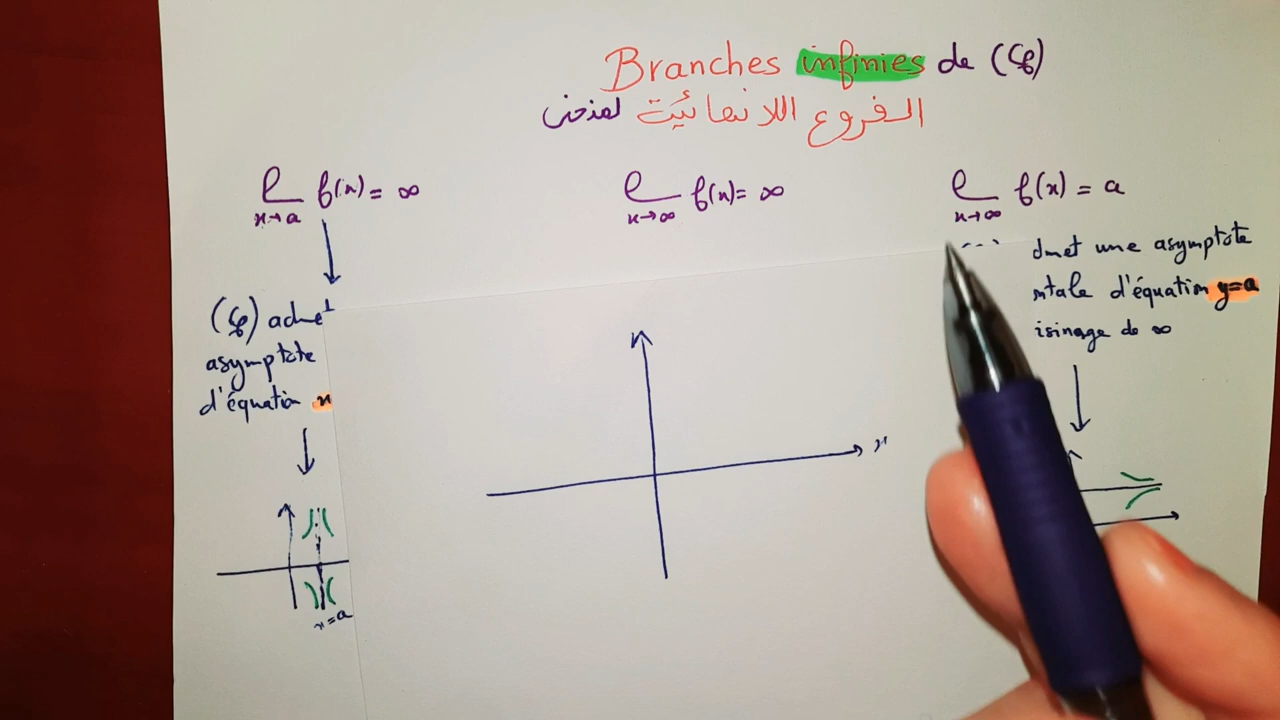 Branches infinies de (Cf)
الفروع اللانهائية لمنحنى
lim f(x) = ∞
x→a
lim f(x) = ∞
x→∞
lim f(x) = a
x→∞
(Cf) admet
asymptote
d'équation x
x=a
dmet une asymptote
ntale d'équation y=a
isinage de ∞
x